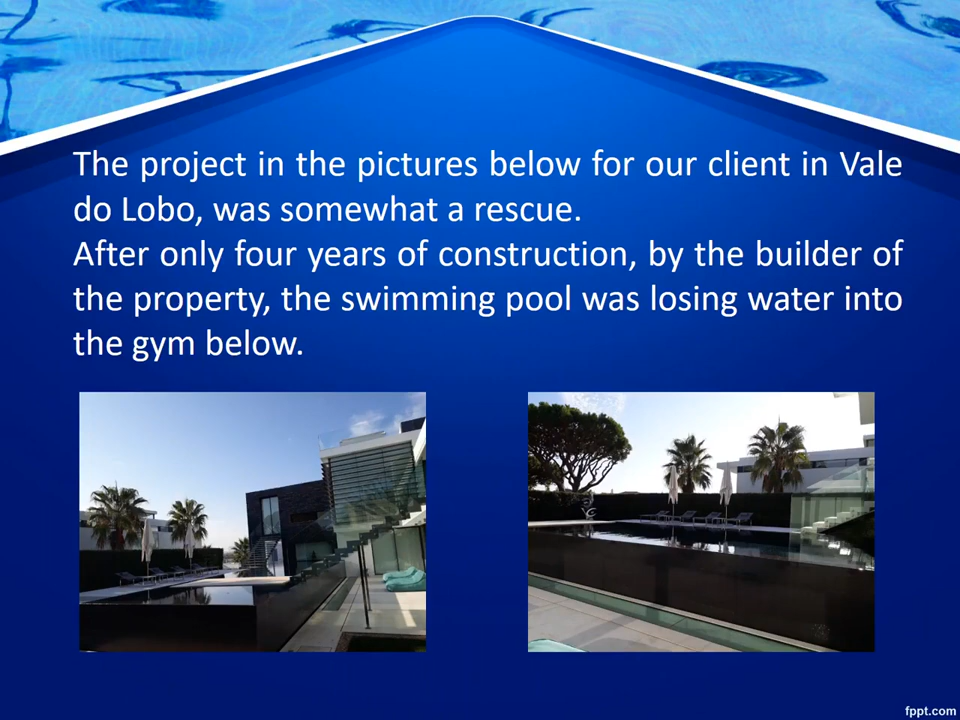 The project in the pictures below for our client in Vale
do Lobo, was somewhat a rescue.
After only four years of construction, by the builder of
the property, the swimming pool was losing water into
the gym below.
fppt.com